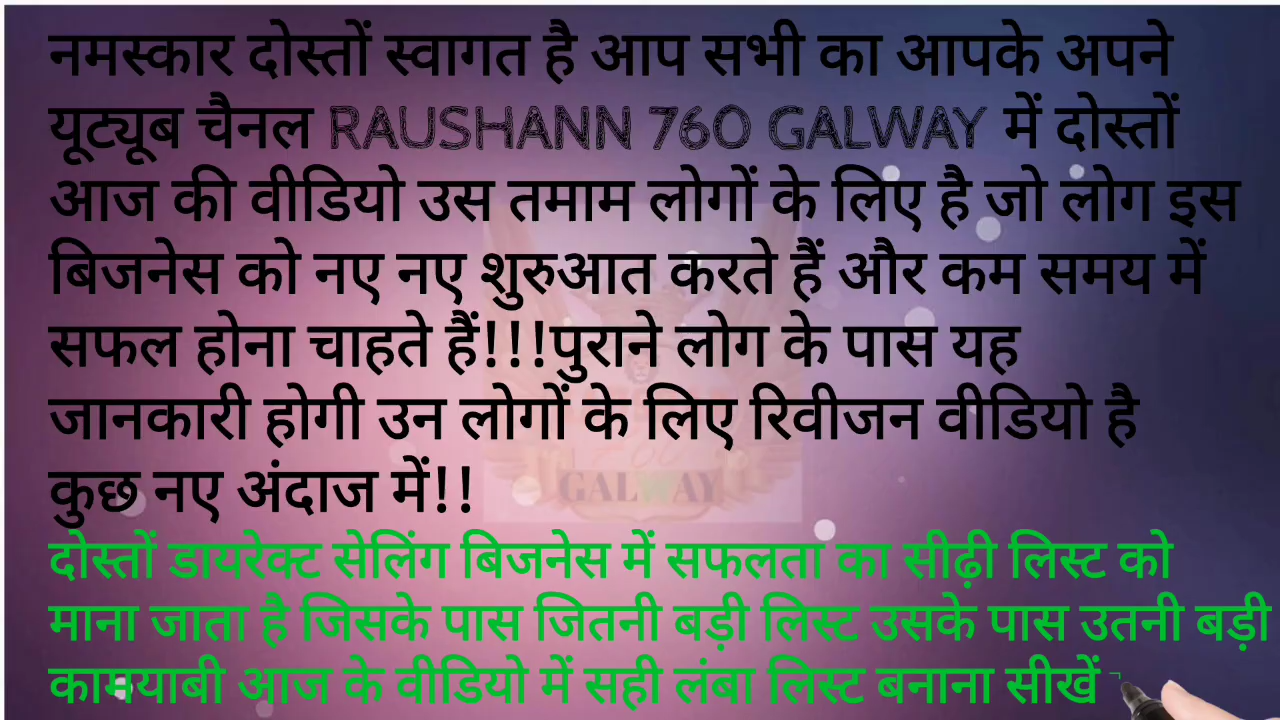 नमस्कार दोस्तों स्वागत है आप सभी का आपके अपने
यूट्यूब चैनल RAUSHANN 760 GALWAY में दोस्तों
आज की वीडियो उस तमाम लोगों के लिए है जो लोग इस
बिजनेस को नए नए शुरुआत करते हैं और कम समय में
सफल होना चाहते हैं!!!पुराने लोग के पास यह
जानकारी होगी उन लोगों के लिए रिवीजन वीडियो है
कुछ नए अंदाज में!!
दोस्तों डायरेक्ट सेलिंग बिजनेस में सफलता का सीढ़ी लिस्ट को
माना जाता है जिसके पास जितनी बड़ी लिस्ट उसके पास उतनी बड़ी
कामयाबी आज के वीडियो में सही लंबा लिस्ट बनाना सीखें
760
GALWAY